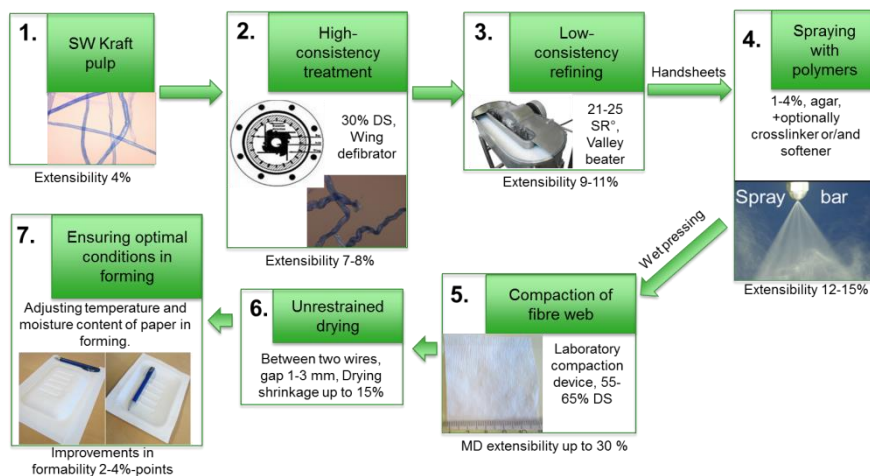 1.
SW Kraft
pulp
Extensibility 4%
2.
High-
consistency
treatment
30% DS,
Wing
defibrator
Extensibility 7-8%
3.
Low-
consistency
refining
21-25
SR°,
Valley
beater
Extensibility 9-11%
Handsheets
4.
Spraying
with
polymers
1-4%, agar,
+optionally
crosslinker or/and
softener
Spray bar
Extensibility 12-15%
Wet pressing
5.
Compaction of
fibre web
Laboratory
compaction
device, 55-
65% DS
MD extensibility up to 30 %
6.
Unrestrained
drying
Between two wires,
gap 1-3 mm, Drying
shrinkage up to 15%
7.
Ensuring optimal
conditions in
forming
Adjusting temperature and
moisture content of paper in
forming.
Improvements in
formability 2-4%-points